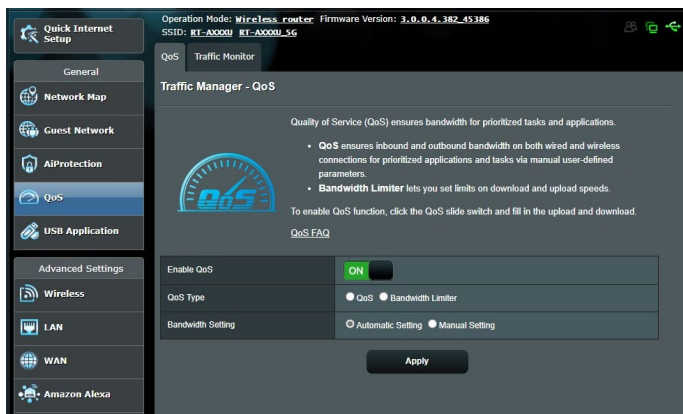 Quick Internet
Setup
General
Network Map
Guest Network
AiProtection
QoS
USB Application
Advanced Settings
Wireless
LAN
WAN
Amazon Alexa
Operation Mode: Wireless router Firmware Version: 3.0.0.4.382_45386
SSID: RT-AXXXU RT-AXXXU_5G
QoS Traffic Monitor
Traffic Manager - QoS
Quality of Service (QoS) ensures bandwidth for prioritized tasks and applications.
• QoS ensures inbound and outbound bandwidth on both wired and wireless
connections for prioritized applications and tasks via manual user-defined
parameters.
• Bandwidth Limiter lets you set limits on download and upload speeds.
To enable QoS function, click the QoS slide switch and fill in the upload and download.
QoS FAQ
QoS
Enable QoS ON
QoS Type QoS Bandwidth Limiter
Bandwidth Setting Automatic Setting Manual Setting
Apply